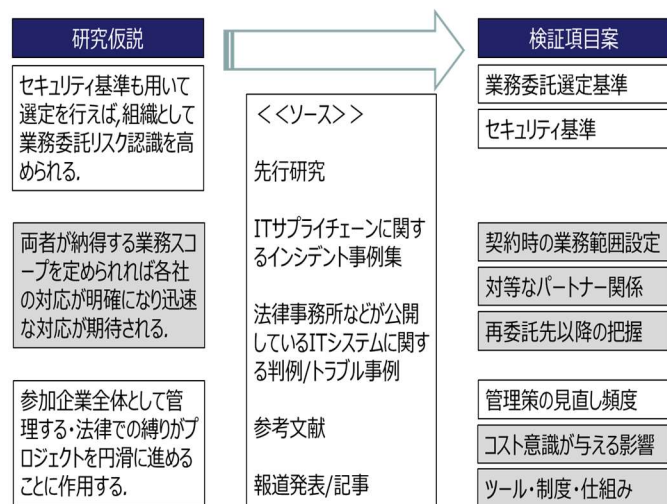 研究仮説
セキュリティ基準も用いて
選定を行えば,組織として
業務委託リスク認識を高
められる.
両者が納得する業務スコ
ープを定められれば各社
の対応が明確になり迅速
な対応が期待される.
参加企業全体として管
理する・法律での縛りがプ
ロジェクトを円滑に進める
ことに作用する.
<<ソース>>
先行研究
ITサプライチェーンに関す
るインシデント事例集
法律事務所などが公開
しているITシステムに関す
る判例/トラブル事例
参考文献
報道発表/記事
検証項目案
業務委託選定基準
セキュリティ基準
契約時の業務範囲設定
対等なパートナー関係
再委託先以降の把握
管理策の見直し頻度
コスト意識が与える影響
ツール・制度・仕組み